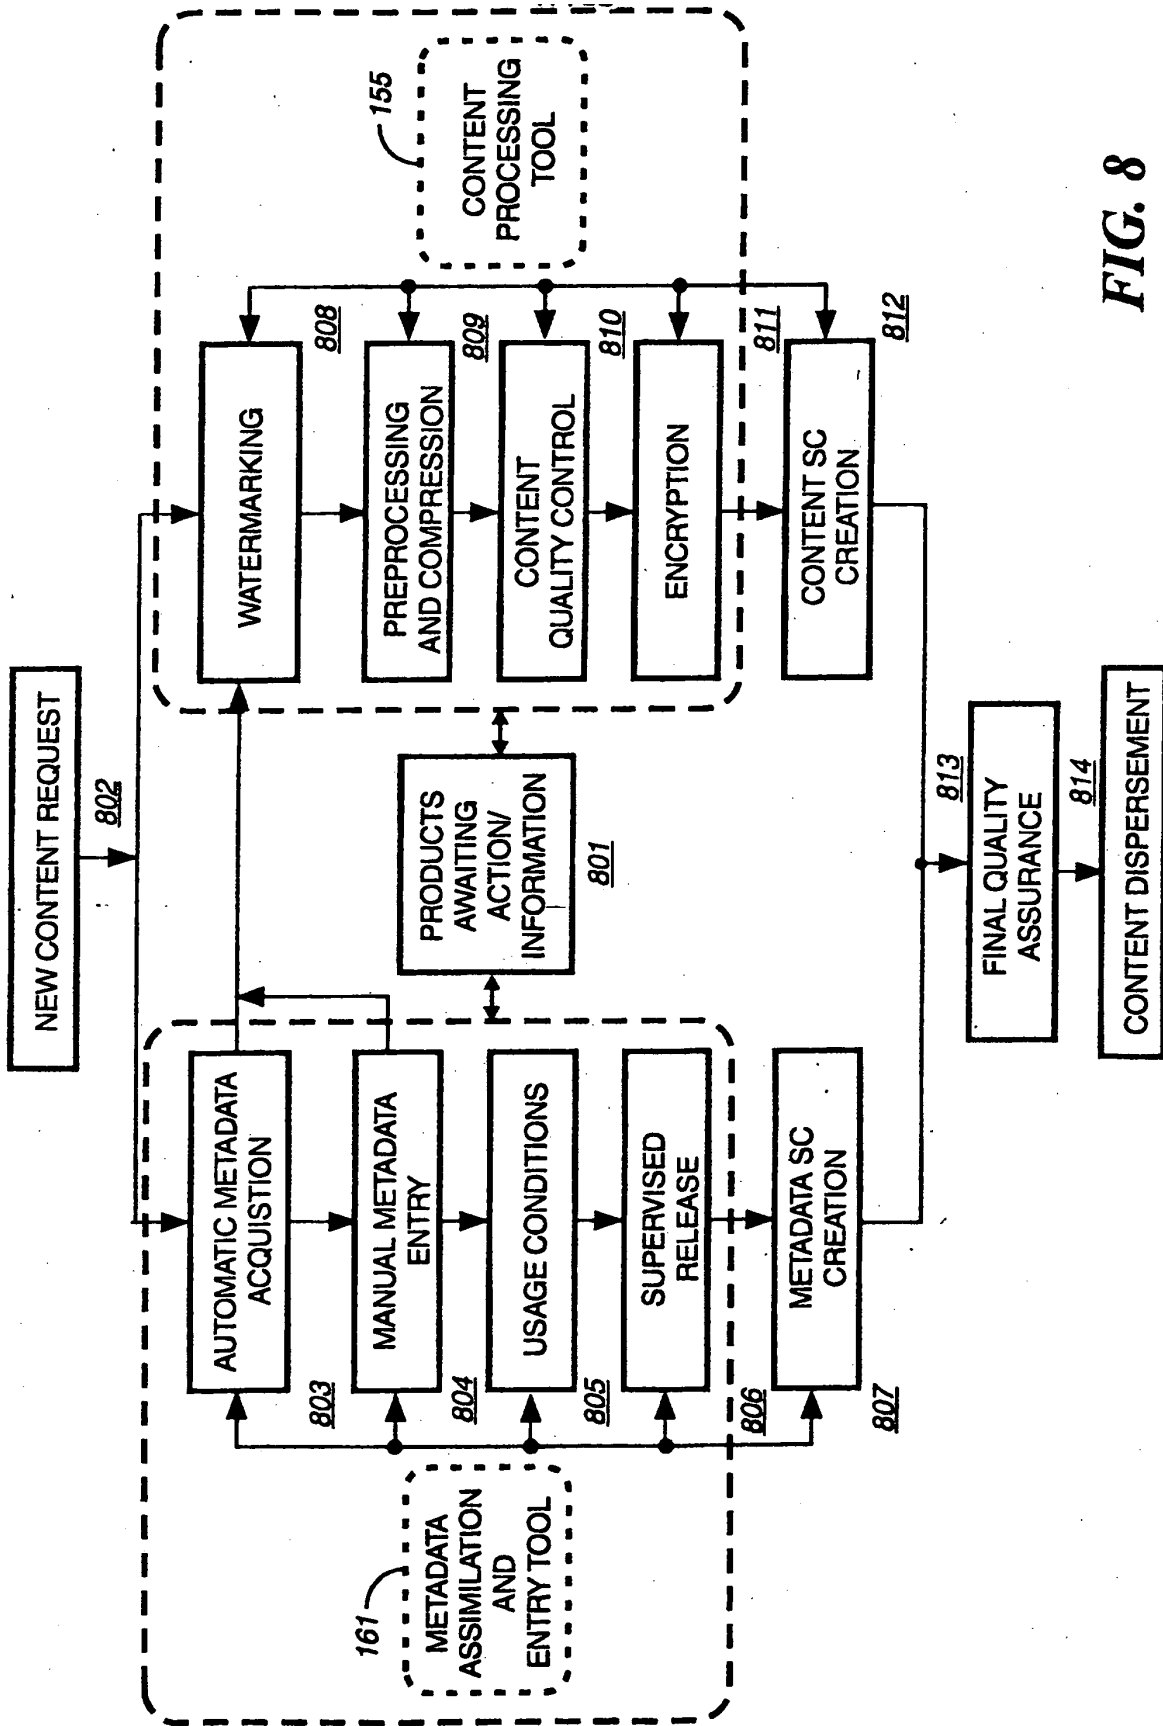 NEW CONTENT REQUEST
802
AUTOMATIC METADATA
ACQUISTION
803
MANUAL METADATA
ENTRY
804
USAGE CONDITIONS
805
SUPERVISED
RELEASE
806
METADATA SC
CREATION
807
161
METADATA
ASSIMILATION
AND
ENTRY TOOL
PRODUCTS
AWAITING
ACTION/
INFORMATION
801
WATERMARKING
808
PREPROCESSING
AND COMPRESSION
809
CONTENT
QUALITY CONTROL
810
ENCRYPTION
811
CONTENT SC
CREATION
812
155
CONTENT
PROCESSING
TOOL
813
FINAL QUALITY
ASSURANCE
814
CONTENT DISPERSEMENT
FIG. 8